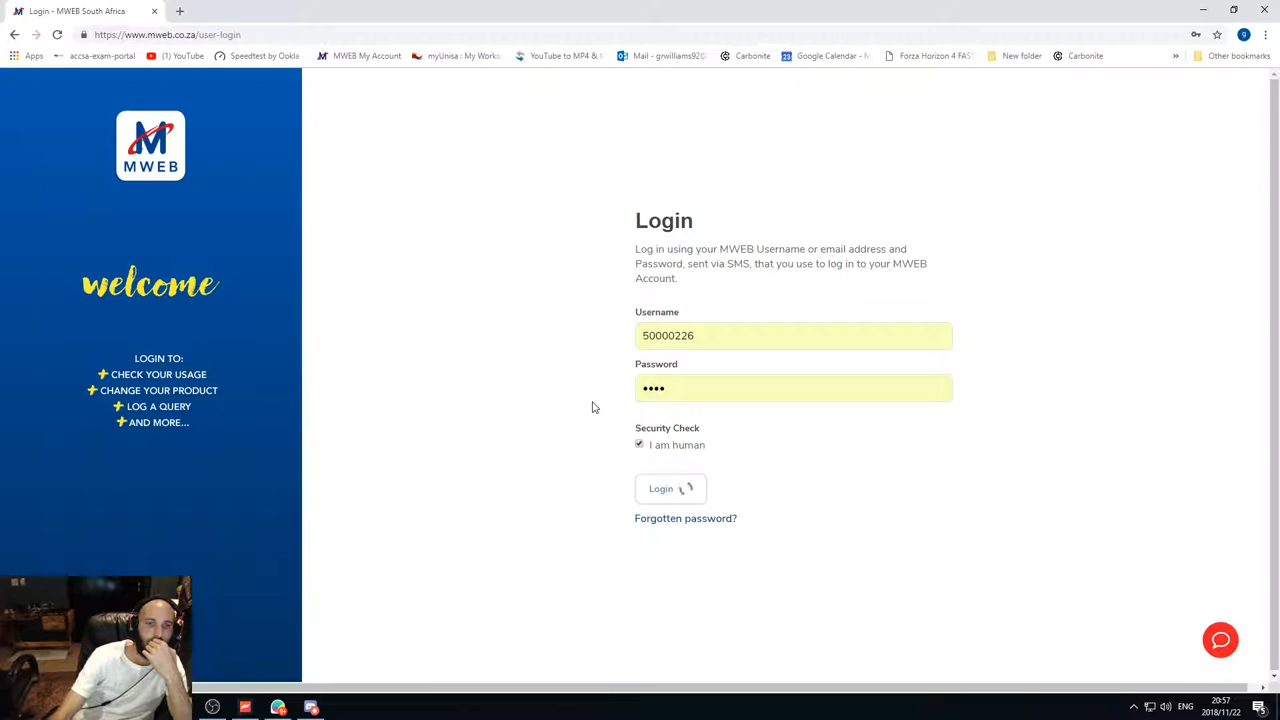 Login - MWEB South Africa
https://www.mweb.co.za/user-login
Apps accsa-exam-portal (1) YouTube Speedtest by Ookla MWEB My Account myUnisa : My Works YouTube to MP4 & M Mail - grwilliams92@ Carbonite Google Calendar - M Forza Horizon 4 FAST New folder Carbonite » Other bookmarks
MWEB
welcome
LOGIN TO:
CHECK YOUR USAGE
CHANGE YOUR PRODUCT
LOG A QUERY
AND MORE...
Login
Log in using your MWEB Username or email address and
Password, sent via SMS, that you use to log in to your MWEB
Account.
Username
50000226
Password
••••
Security Check
I am human
Login
Forgotten password?
ENG
20:57
2018/11/22